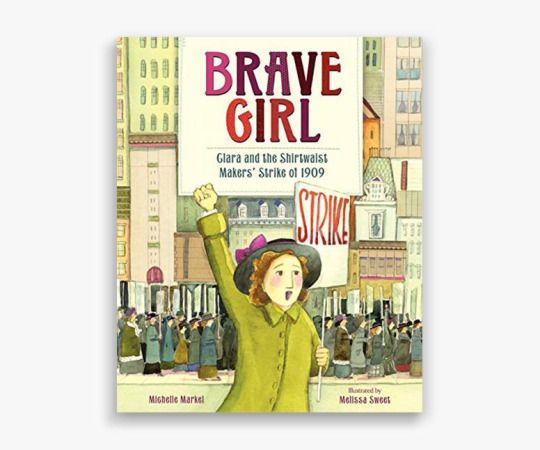 BRAVE
GIRL
Clara and the Shirtwaist
Makers' Strike of 1909
STRIKE
Michelle Markel
Illustrated by
Melissa Sweet